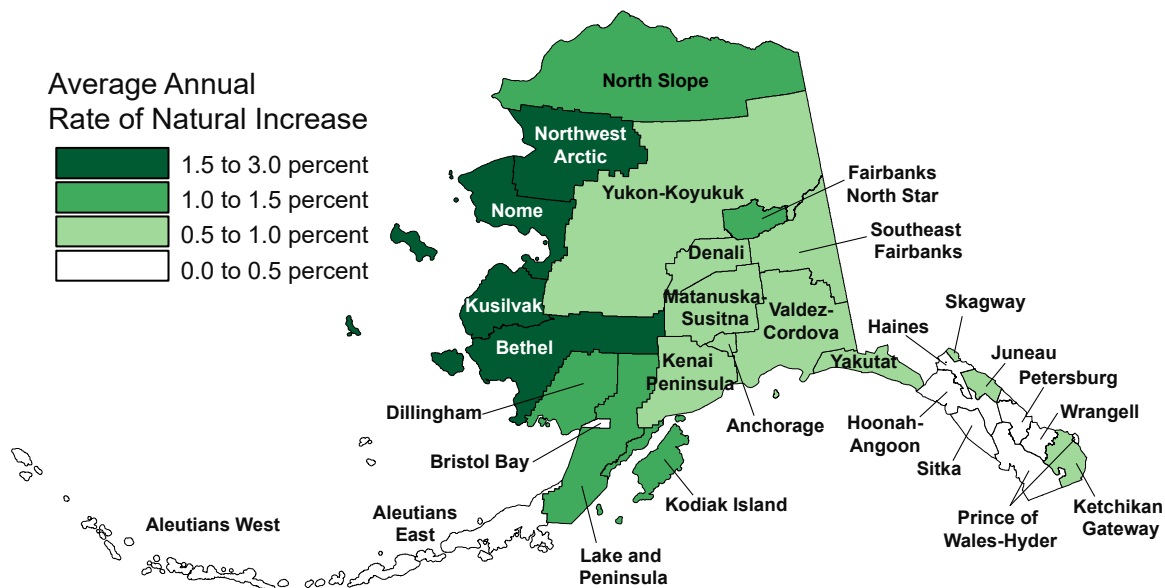 Average Annual
Rate of Natural Increase
1.5 to 3.0 percent
1.0 to 1.5 percent
0.5 to 1.0 percent
0.0 to 0.5 percent
North Slope
Northwest
Arctic
Yukon-Koyukuk
Fairbanks
North Star
Nome
Southeast
Fairbanks
Denali
Kusilvak
Matanuska-
Susitna
Valdez-
Cordova
Bethel
Skagway
Haines
Juneau
Yakutat
Petersburg
Kenai
Peninsula
Dillingham
Anchorage
Hoonah-
Angoon
Wrangell
Bristol Bay
Sitka
Kodiak Island
Ketchikan
Gateway
Aleutians West
Aleutians
East
Prince of
Wales-Hyder
Lake and
Peninsula